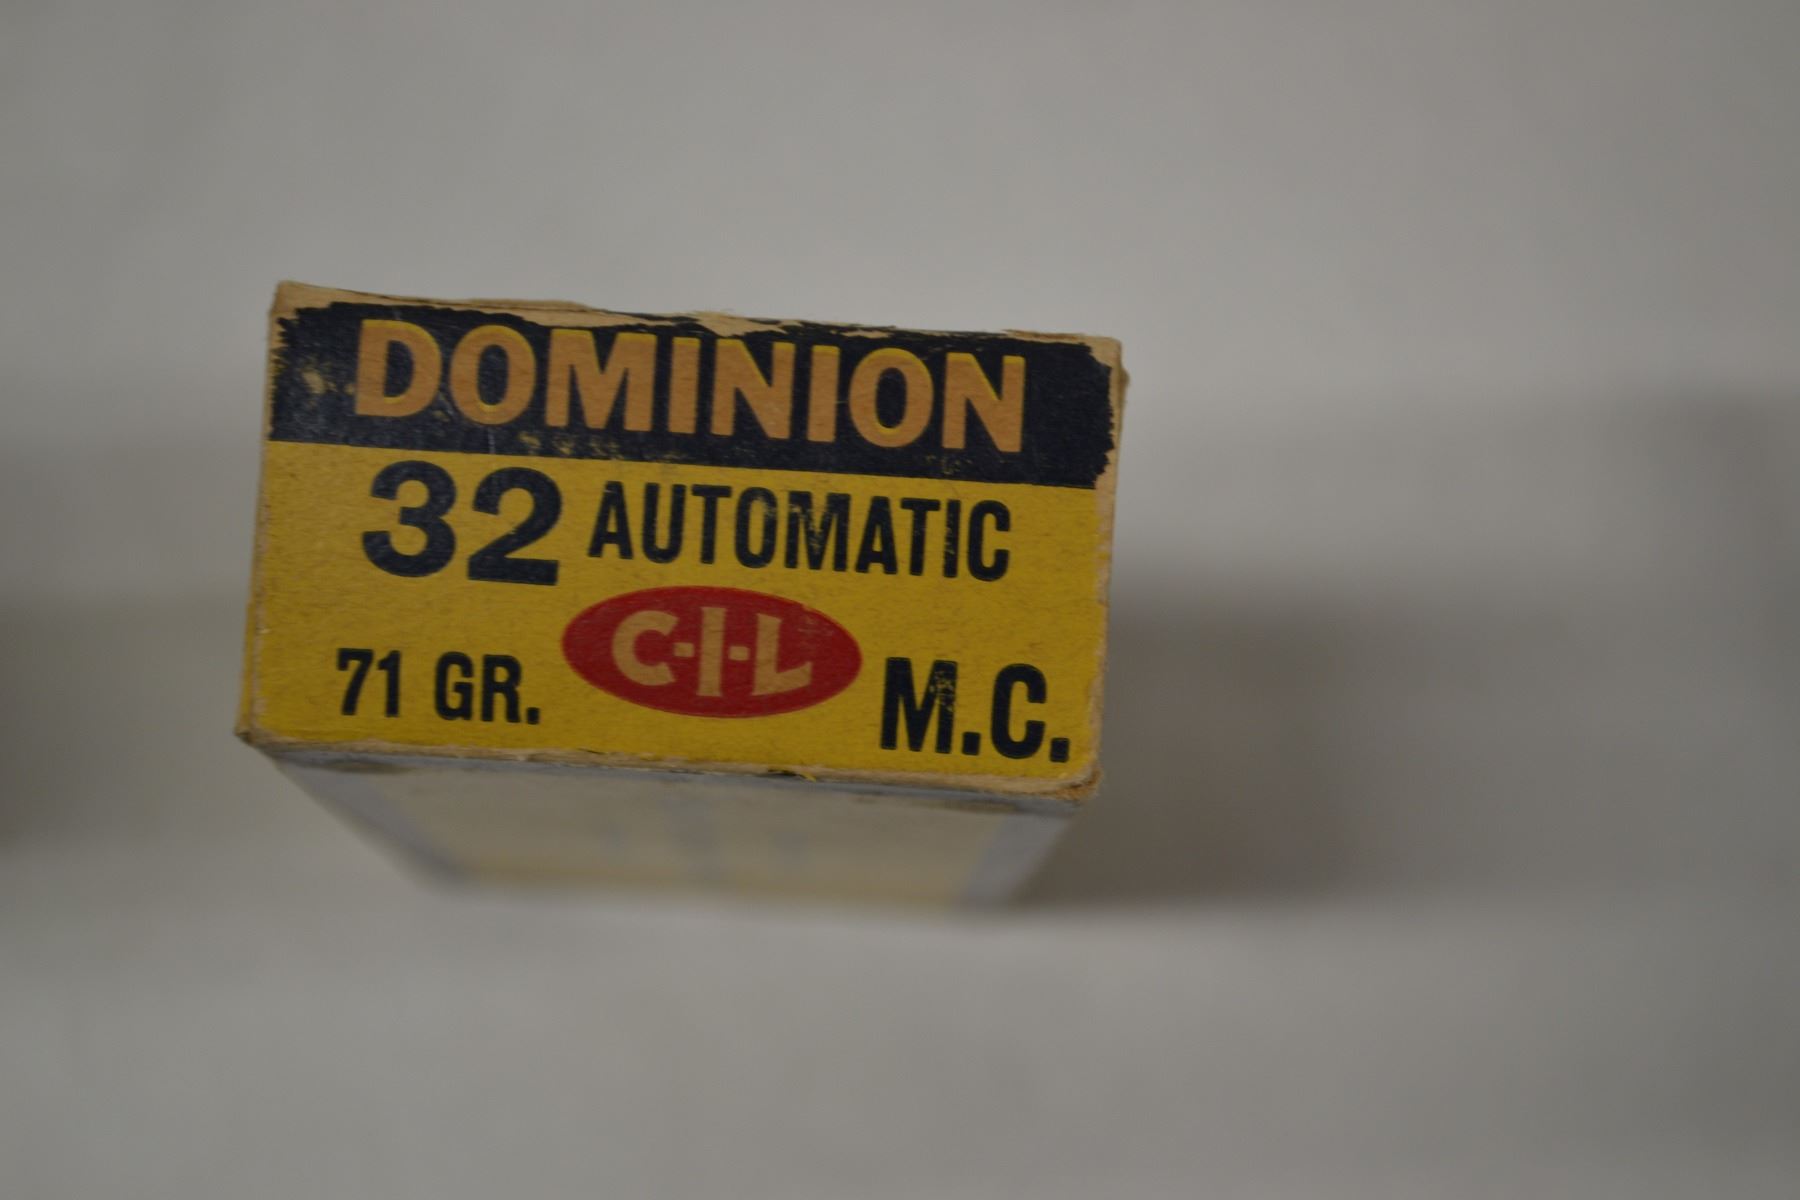 DOMINION
32 AUTOMATIC
C-I-L
71 GR. M.C.